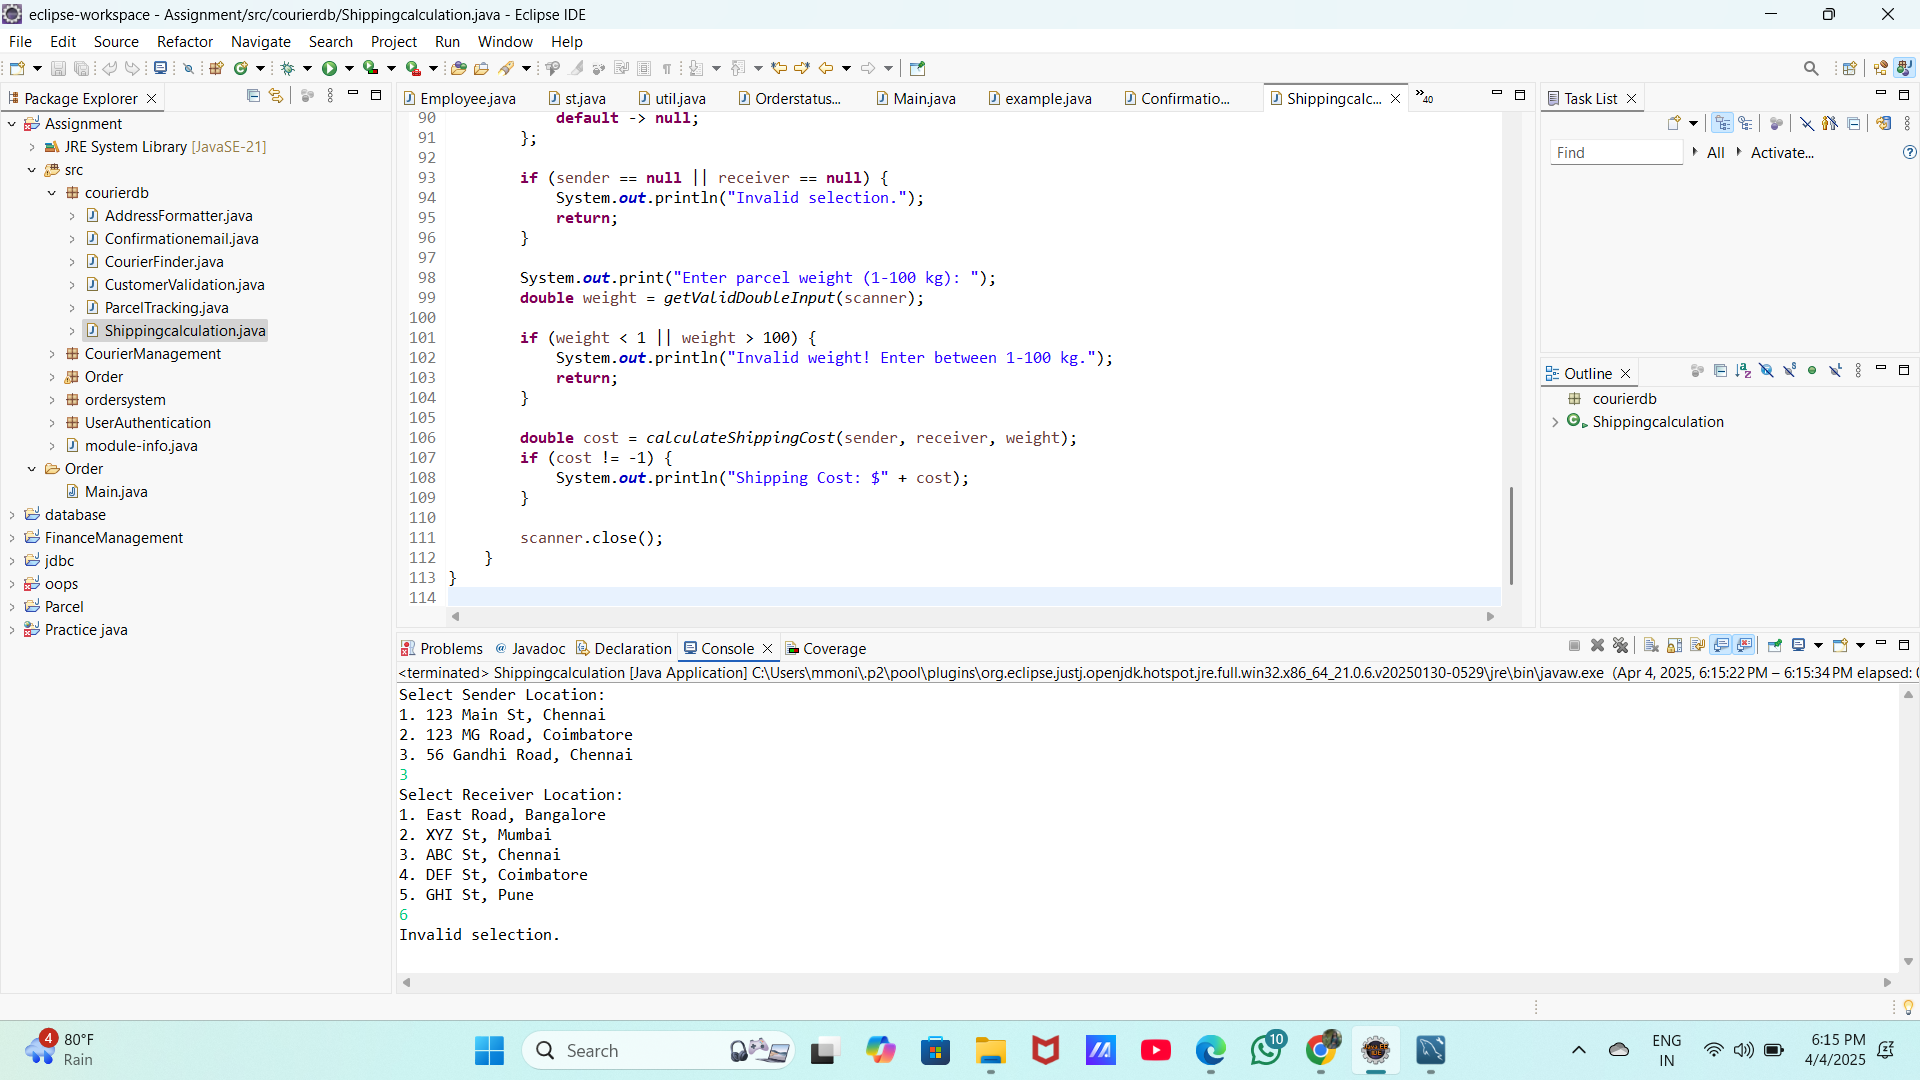 eclipse-workspace - Assignment/src/courierdb/Shippingcalculation.java - Eclipse IDE
File Edit Source Refactor Navigate Search Project Run Window Help
Package Explorer
Assignment
JRE System Library [JavaSE-21]
src
courierdb
AddressFormatter.java
Confirmationemail.java
CourierFinder.java
CustomerValidation.java
ParcelTracking.java
Shippingcalculation.java
CourierManagement
Order
ordersystem
UserAuthentication
module-info.java
Order
Main.java
database
FinanceManagement
jdbc
oops
Parcel
Practice java
Employee.java st.java util.java Orderstatus... Main.java example.java Confirmatio... Shippingcalc... »40
90 default -> null;
91 };
92
93 if (sender == null || receiver == null) {
94 System.out.println("Invalid selection.");
95 return;
96 }
97
98 System.out.print("Enter parcel weight (1-100 kg): ");
99 double weight = getValidDoubleInput(scanner);
100
101 if (weight < 1 || weight > 100) {
102 System.out.println("Invalid weight! Enter between 1-100 kg.");
103 return;
104 }
105
106 double cost = calculateShippingCost(sender, receiver, weight);
107 if (cost != -1) {
108 System.out.println("Shipping Cost: $" + cost);
109 }
110
111 scanner.close();
112 }
113 }
114
Task List
Find All Activate...
Outline
courierdb
Shippingcalculation
Problems @ Javadoc Declaration Console Coverage
<terminated> Shippingcalculation [Java Application] C:\Users\mmoni\.p2\pool\plugins\org.eclipse.justj.openjdk.hotspot.jre.full.win32.x86_64_21.0.6.v20250130-0529\jre\bin\javaw.exe (Apr 4, 2025, 6:15:22 PM – 6:15:34 PM elapsed:
Select Sender Location:
1. 123 Main St, Chennai
2. 123 MG Road, Coimbatore
3. 56 Gandhi Road, Chennai
3
Select Receiver Location:
1. East Road, Bangalore
2. XYZ St, Mumbai
3. ABC St, Chennai
4. DEF St, Coimbatore
5. GHI St, Pune
6
Invalid selection.
4
80°F
Rain
Search
10
ENG
IN
6:15 PM
4/4/2025